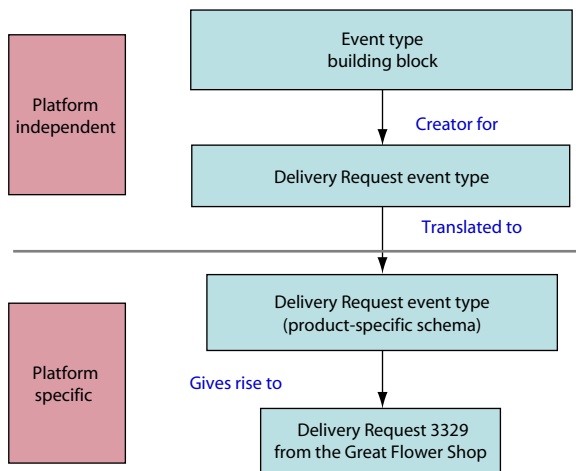 Event type
building block
Platform
independent
Creator for
Delivery Request event type
Translated to
Delivery Request event type
(product-specific schema)
Platform
specific
Gives rise to
Delivery Request 3329
from the Great Flower Shop